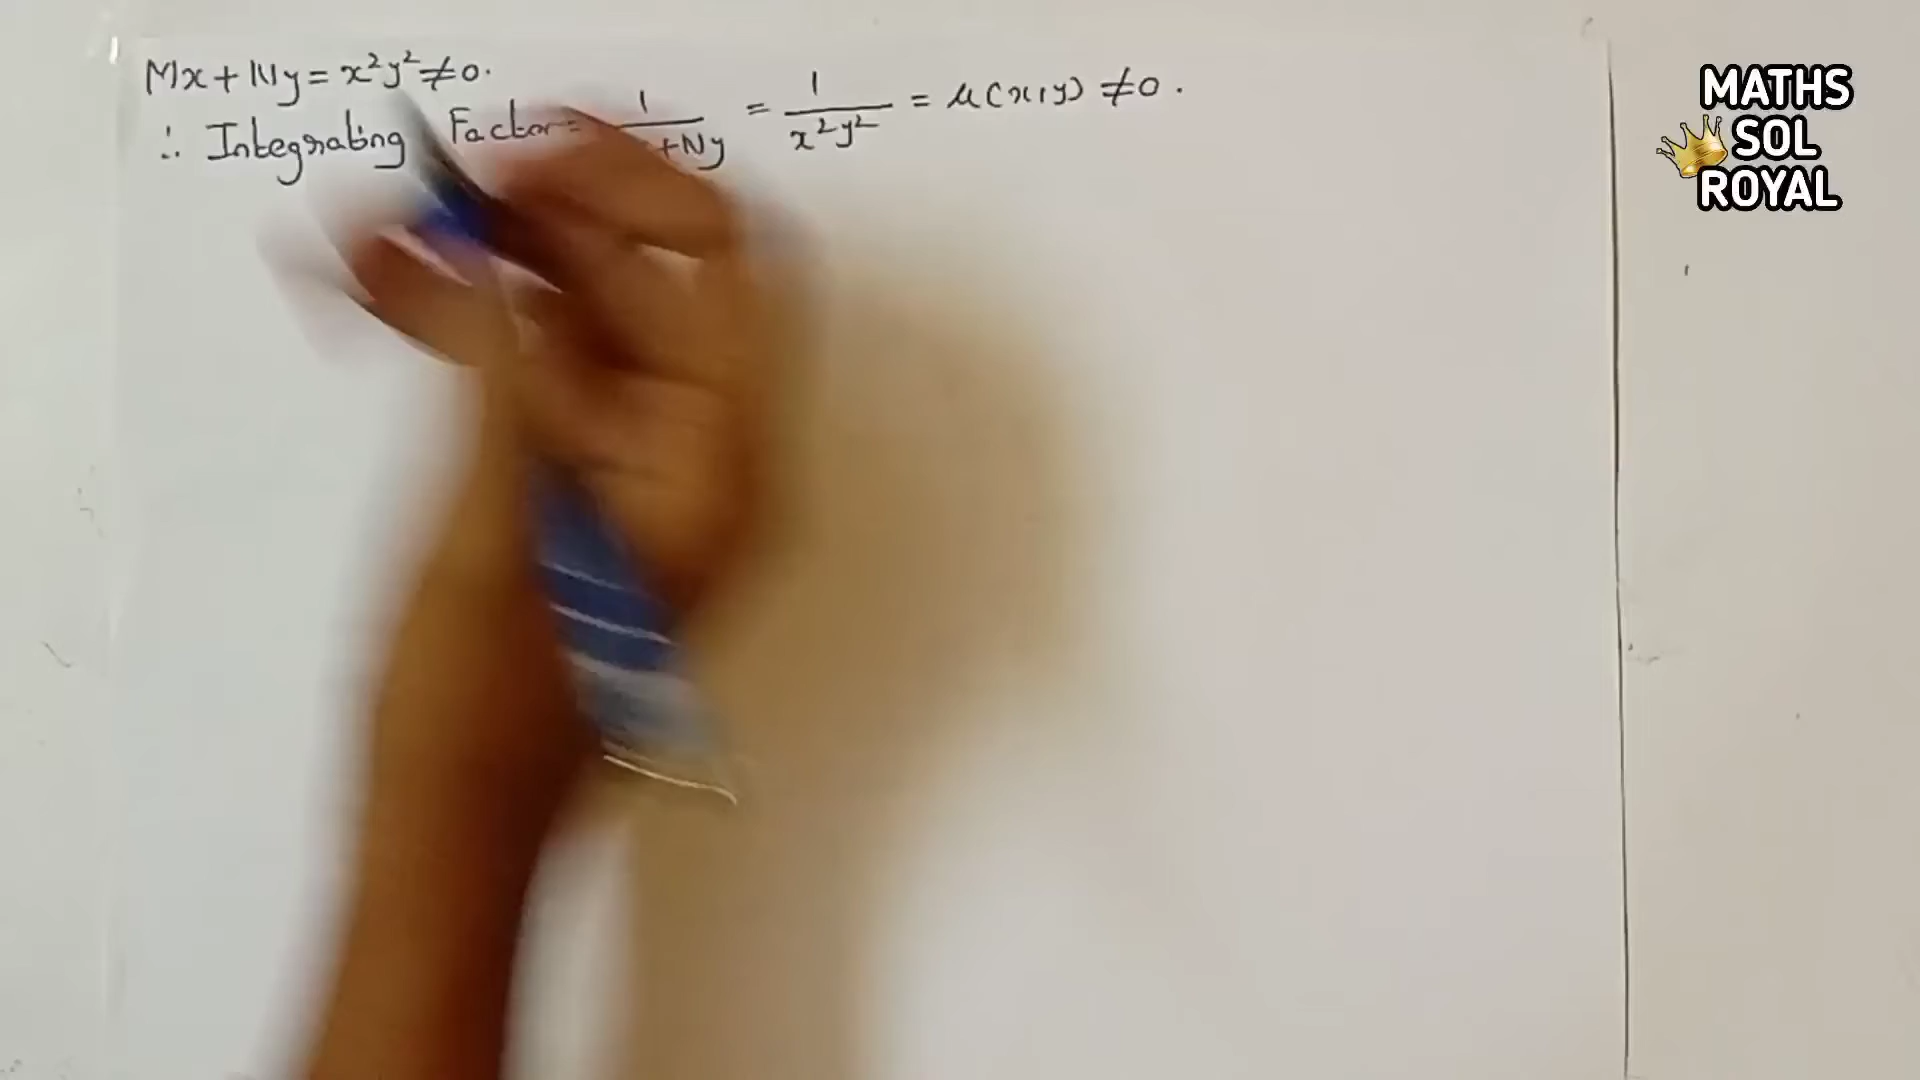 Mx + Ny = x²y² ≠ 0.
∴ Integrating Factor = 1/( +Ny) = 1/(x²y²) = μ(x,y) ≠ 0.
MATHS
SOL
ROYAL